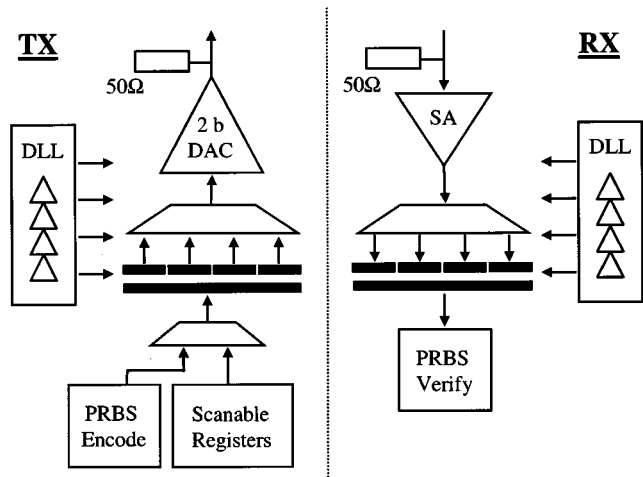 TX
50Ω
2 b
DAC
DLL
PRBS
Encode
Scanable
Registers
RX
50Ω
SA
DLL
PRBS
Verify